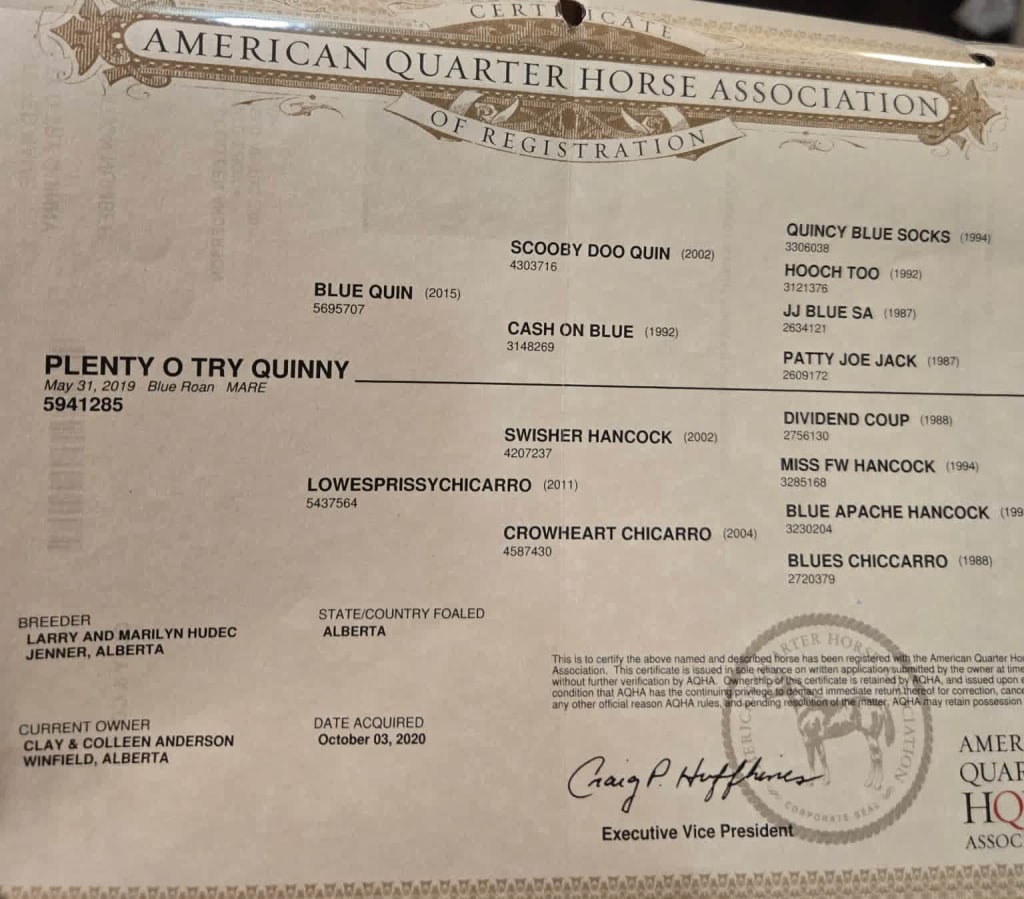 CERTIFICATE
AMERICAN QUARTER HORSE ASSOCIATION
OF REGISTRATION
QUINCY BLUE SOCKS (1994)
3306038
SCOOBY DOO QUIN (2002)
4303716
HOOCH TOO (1992)
3121376
BLUE QUIN (2015)
5695707
JJ BLUE SA (1987)
2634121
CASH ON BLUE (1992)
3148269
PATTY JOE JACK (1987)
2609172
PLENTY O TRY QUINNY
May 31, 2019 Blue Roan MARE
5941285
DIVIDEND COUP (1988)
2756130
SWISHER HANCOCK (2002)
4207237
MISS FW HANCOCK (1994)
3285168
LOWESPRISSYCHICARRO (2011)
5437564
BLUE APACHE HANCOCK (199
3230204
CROWHEART CHICARRO (2004)
4587430
BLUES CHICCARRO (1988)
2720379
BREEDER
LARRY AND MARILYN HUDEC
JENNER, ALBERTA
STATE/COUNTRY FOALED
ALBERTA
CURRENT OWNER
CLAY & COLLEEN ANDERSON
WINFIELD, ALBERTA
DATE ACQUIRED
October 03, 2020
This is to certify the above named and described horse has been registered with the American Quarter Ho
Association. This certificate is issued in sole reliance on written application submitted by the owner at time
without further verification by AQHA. Ownership of this certificate is retained by AQHA, and issued upon
condition that AQHA has the continuing privilege to demand immediate return thereof for correction, cance
any other official reason AQHA rules, and pending resolution of the matter, AQHA may retain possession
Craig P. Huffhines
Executive Vice President
CORPORATE SEAL
AMER
QUAR
HQ
ASSOC